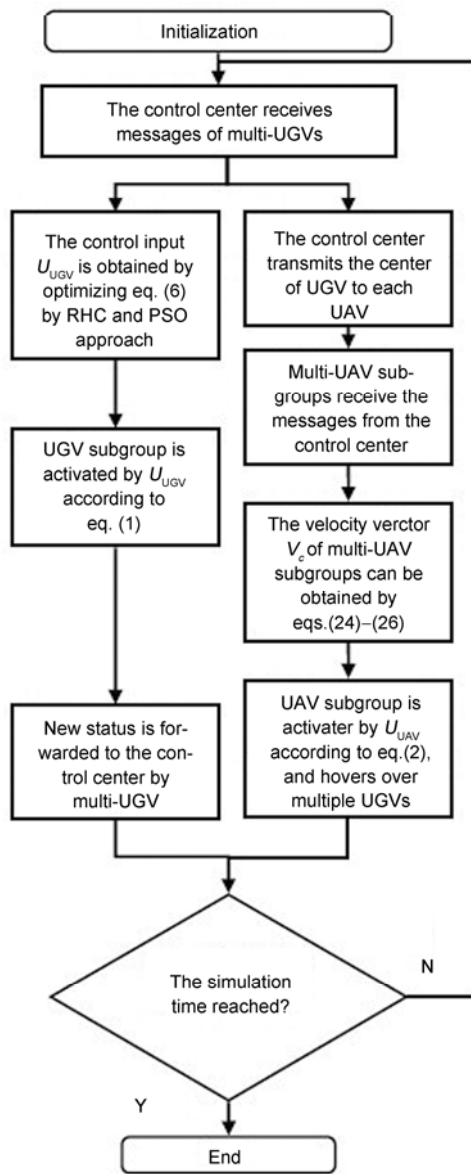 Initialization
The control center receives
messages of multi-UGVs
The control input
U_UGV is obtained by
optimizing eq. (6)
by RHC and PSO
approach
UGV subgroup is
activated by U_UGV
according to
eq. (1)
New status is for-
warded to the con-
trol center by
multi-UGV
The control center
transmits the center
of UGV to each
UAV
Multi-UAV sub-
groups receive the
messages from the
control center
The velocity verctor
V_c of multi-UAV
subgroups can be
obtained by
eqs.(24)–(26)
UAV subgroup is
activater by U_UAV
according to eq.(2),
and hovers over
multiple UGVs
The simulation
time reached?
N
Y
End